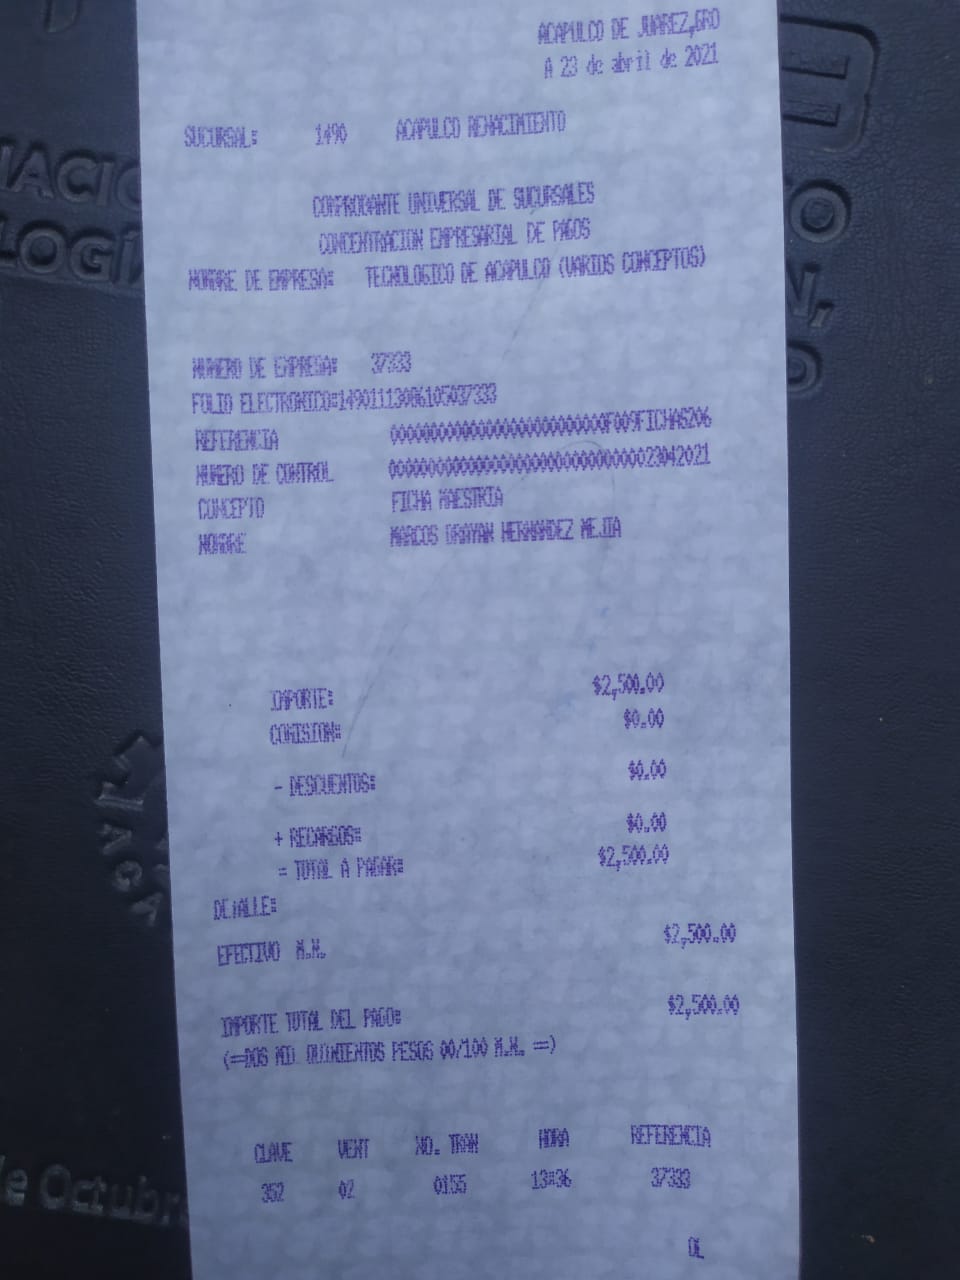 ACAPULCO DE JUAREZ,GRO
A 23 de abril de 2021
SUCURSAL: 1490 ACAPULCO RENACIMIENTO
COMPROBANTE UNIVERSAL DE SUCURSALES
CONCENTRACION EMPRESARIAL DE PAGOS
NOMBRE DE EMPRESA: TECNOLOGICO DE ACAPULCO (VARIOS CONCEPTOS)
NUMERO DE EMPRESA: 37333
FOLIO ELECTRONICO:14901113086105037333
REFERENCIA
NUMERO DE CONTROL
CONCEPTO FICHA MAESTRIA
NOMBRE MARCOS BRAYAN HERNANDEZ MEJIA
IMPORTE: $2,500.00
COMISION: $0.00
- DESCUENTOS: $0.00
+ RECARGOS: $0.00
= TOTAL A PAGAR: $2,500.00
DETALLE:
EFECTIVO M.N. $2,500.00
IMPORTE TOTAL DEL PAGO: $2,500.00
(=DOS MIL QUINIENTOS PESOS 00/100 M.N. =)
CLAVE VENT NO. TRAN HORA REFERENCIA
352 02 0155 13:36 37333
DL
de Octubr